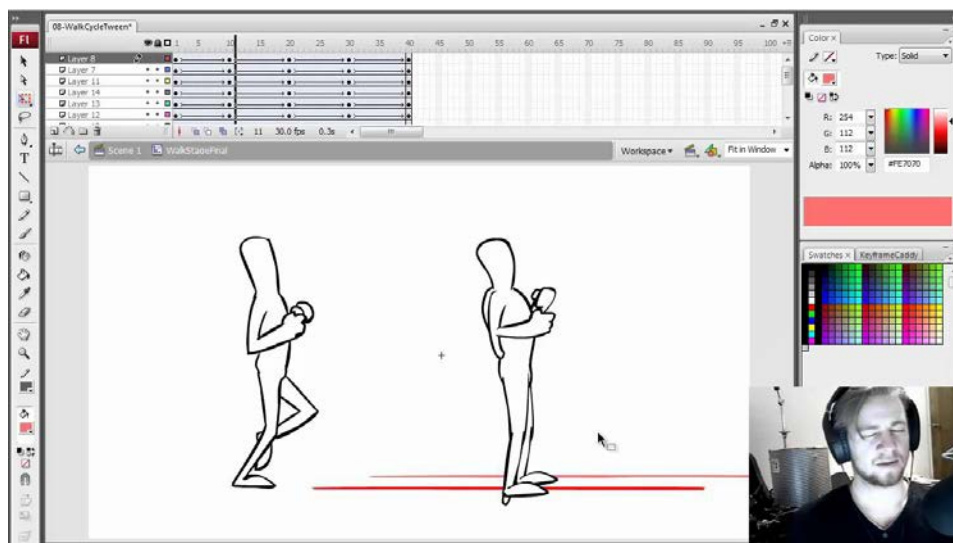 08-WalkCycleTween*
Fl
1 5 10 15 20 25 30 35 40 45 50 55 60 65 70 75 80 85 90 95 100
Layer 8
Layer 7
Layer 11
Layer 14
Layer 13
Layer 12
11 30.0 fps 0.3s
Scene 1
Workspace
Fit in Window
Color x
Type: Solid
R: 254
G: 112
B: 112
Alpha: 100%
#FE7070
Swatches x KeyframeCaddy
T